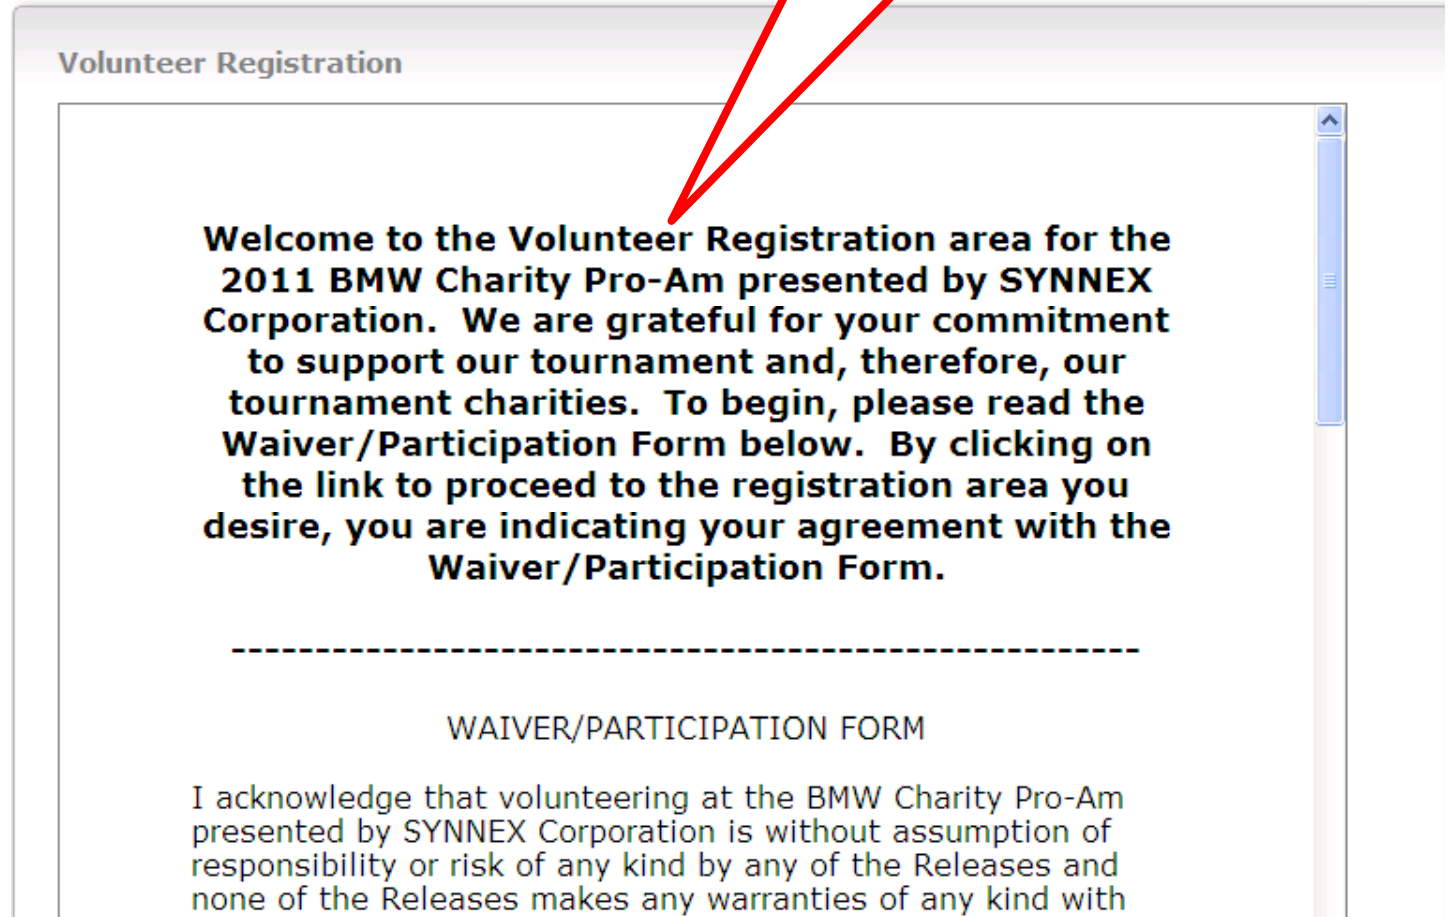 Volunteer Registration
Welcome to the Volunteer Registration area for the
2011 BMW Charity Pro-Am presented by SYNNEX
Corporation.  We are grateful for your commitment
to support our tournament and, therefore, our
tournament charities.  To begin, please read the
Waiver/Participation Form below.  By clicking on
the link to proceed to the registration area you
desire, you are indicating your agreement with the
Waiver/Participation Form.
------------------------------------------------------
WAIVER/PARTICIPATION FORM
I acknowledge that volunteering at the BMW Charity Pro-Am
presented by SYNNEX Corporation is without assumption of
responsibility or risk of any kind by any of the Releases and
none of the Releases makes any warranties of any kind with